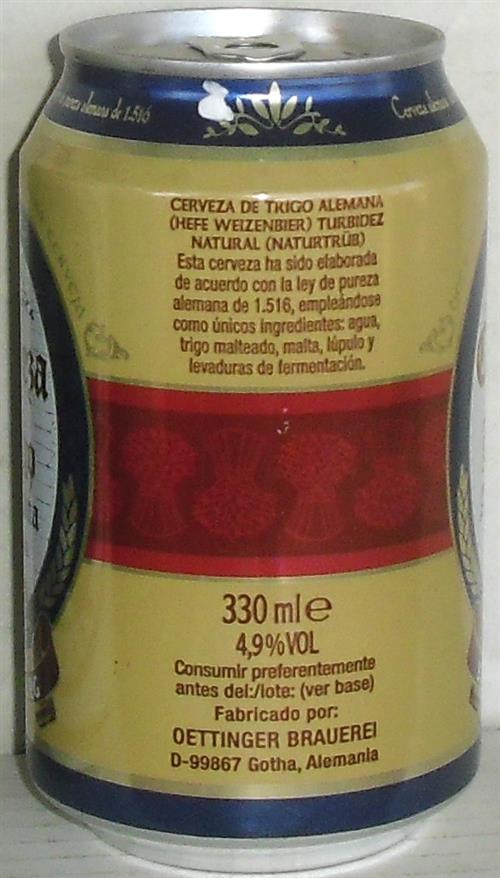 pureza alemana de 1.516
Cerveza
CERVEZA DE TRIGO ALEMANA
(HEFE WEIZENBIER) TURBIDEZ
NATURAL (NATURTRÜB)
Esta cerveza ha sido elaborada
de acuerdo con la ley de pureza
alemana de 1.516, empleándose
como únicos ingredientes: agua,
trigo malteado, malta, lúpulo y
levaduras de fermentación.
330 ml e
4,9%VOL
Consumir preferentemente
antes del:/lote: (ver base)
Fabricado por:
OETTINGER BRAUEREI
D-99867 Gotha, Alemania